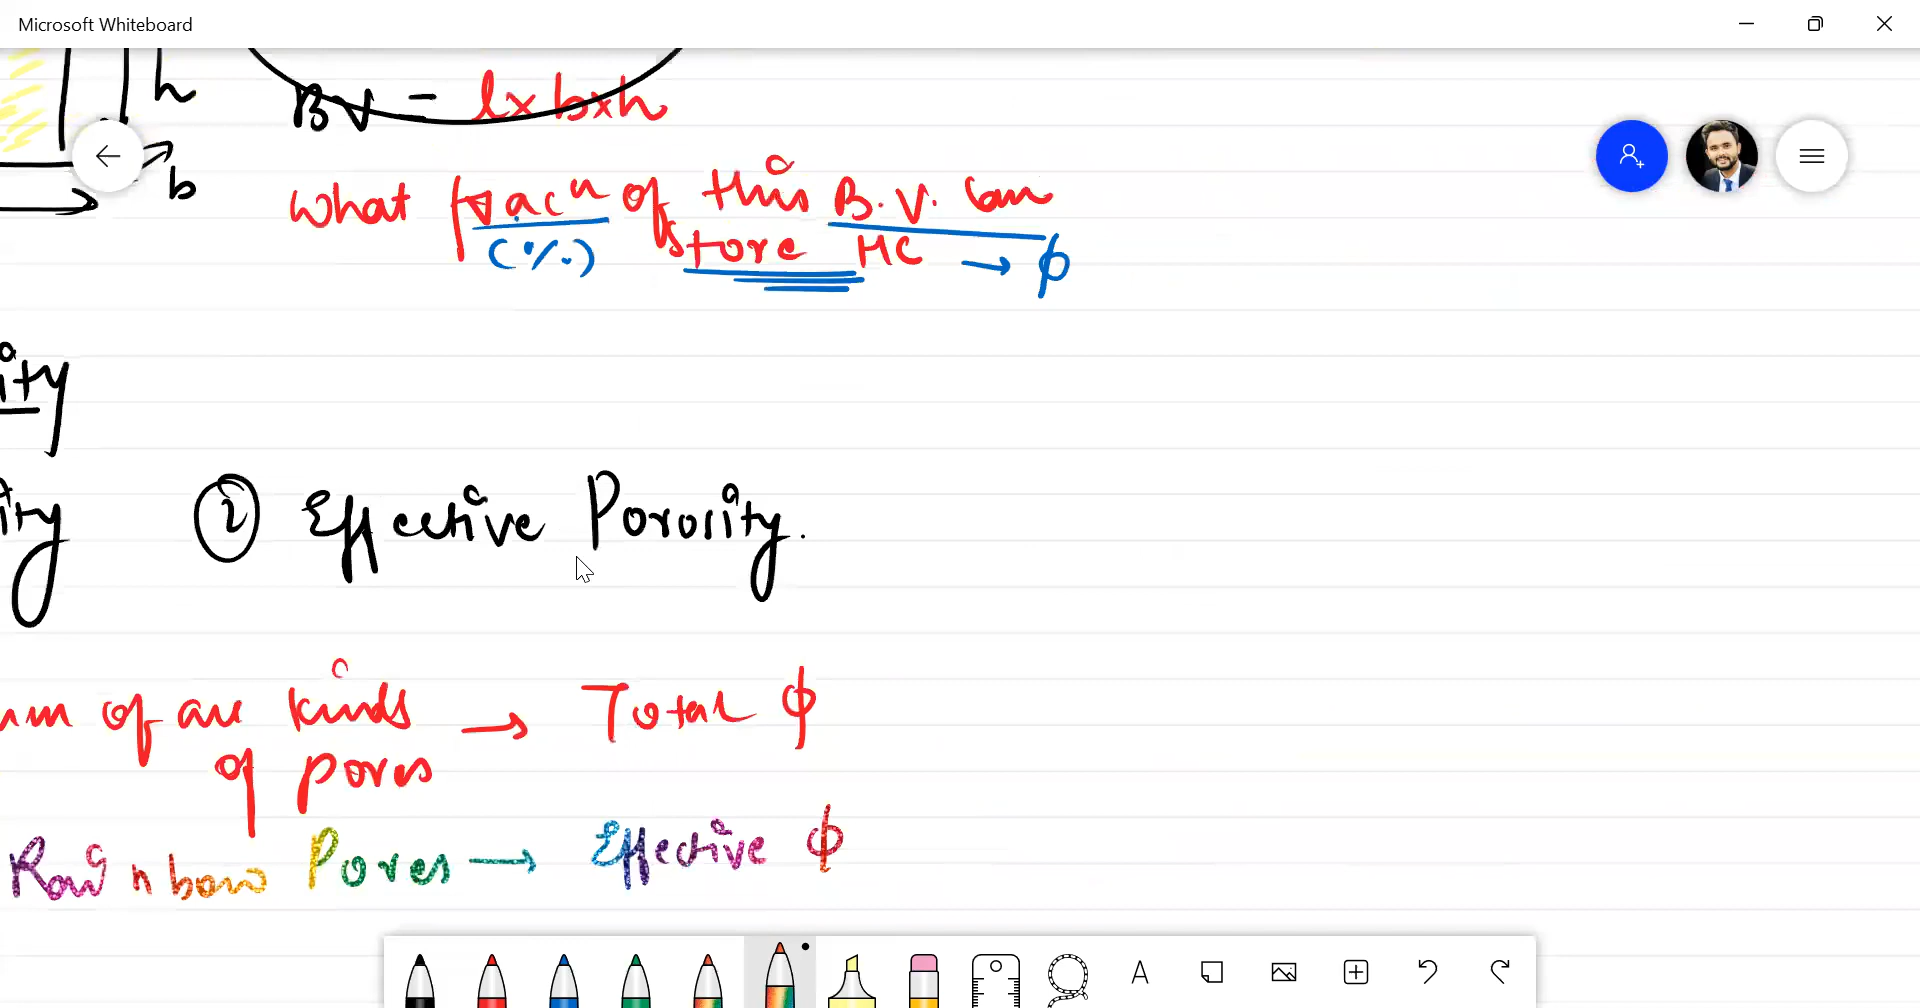 Microsoft Whiteboard
h
BV = l×b×h
b
What fracn of this B.V. can
(%) store HC → φ
ity
ity ② Effective Porosity.
um of all kinds → Total φ
of pores
Rainbow Pores → Effective φ
A